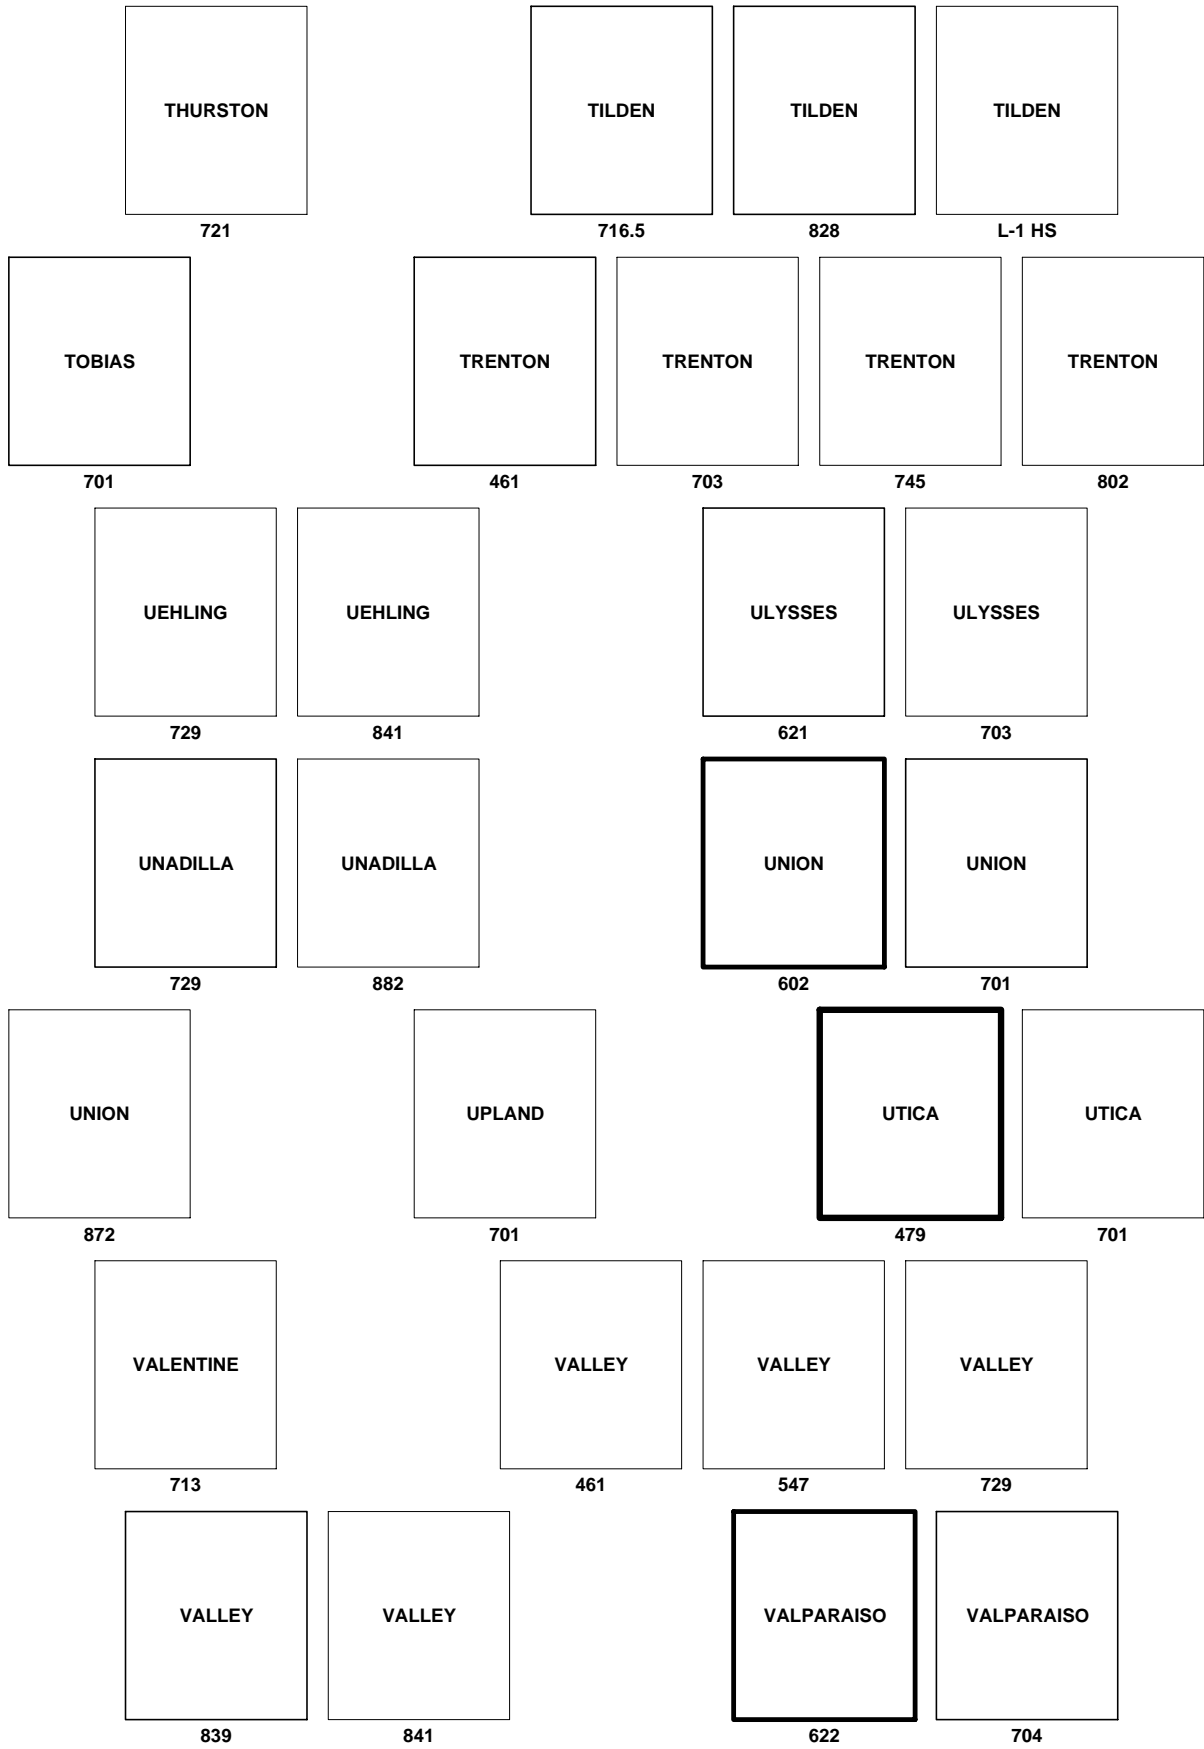 THURSTON TILDEN TILDEN TILDEN
721 716.5 828 L-1 HS
TOBIAS TRENTON TRENTON TRENTON TRENTON
701 461 703 745 802
UEHLING UEHLING ULYSSES ULYSSES
729 841 621 703
UNADILLA UNADILLA UNION UNION
729 882 602 701
UNION UPLAND UTICA UTICA
872 701 479 701
VALENTINE VALLEY VALLEY VALLEY
713 461 547 729
VALLEY VALLEY VALPARAISO VALPARAISO
839 841 622 704